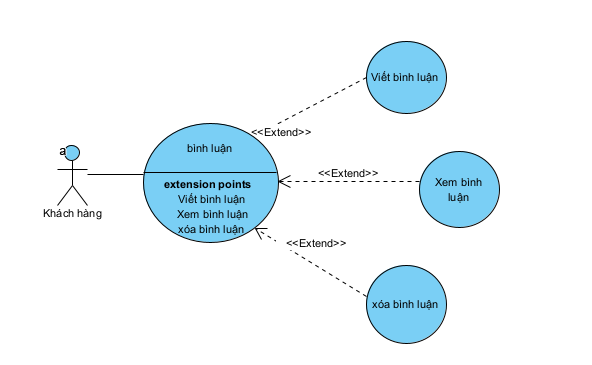 Viết bình luận
<<Extend>>
bình luận
a
<<Extend>>
Xem bình
luận
extension points
Viết bình luận
Xem bình luận
xóa bình luận
Khách hàng
<<Extend>>
xóa bình luận